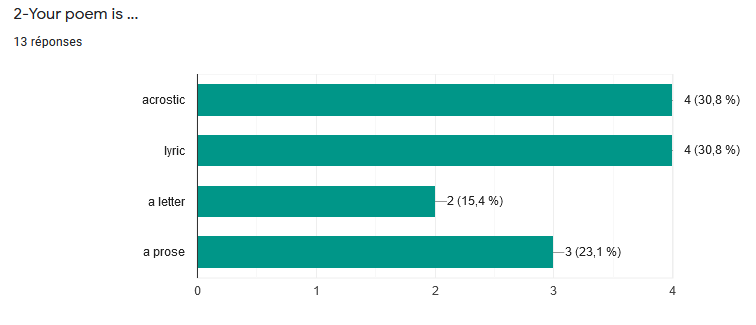 2-Your poem is ...
13 réponses
acrostic 4 (30,8 %)
lyric 4 (30,8 %)
a letter 2 (15,4 %)
a prose 3 (23,1 %)
0 1 2 3 4